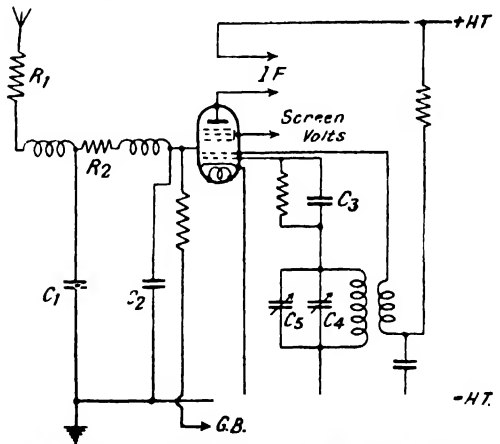 +HT
R1
IF
Screen
Volts
R2
C3
C1
C2
C5
C4
-HT.
G.B.